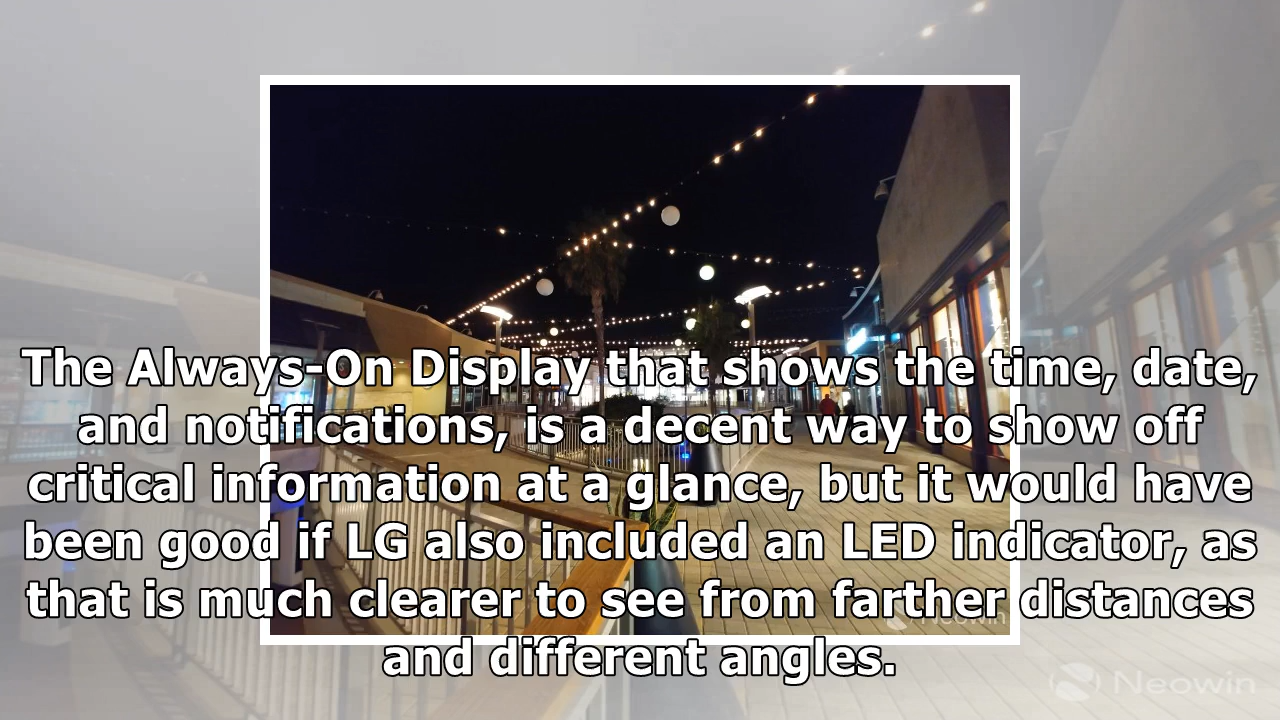 The Always-On Display that shows the time, date,
and notifications, is a decent way to show off
critical information at a glance, but it would have
been good if LG also included an LED indicator, as
that is much clearer to see from farther distances
and different angles.
Neowin
Neowin